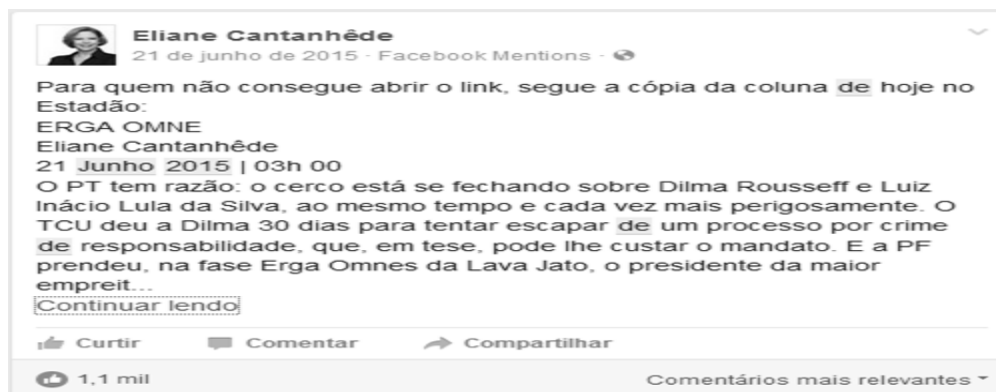 Eliane Cantanhêde
21 de junho de 2015 · Facebook Mentions ·
Para quem não consegue abrir o link, segue a cópia da coluna de hoje no
Estadão:
ERGA OMNE
Eliane Cantanhêde
21 Junho 2015 | 03h 00
O PT tem razão: o cerco está se fechando sobre Dilma Rousseff e Luiz
Inácio Lula da Silva, ao mesmo tempo e cada vez mais perigosamente. O
TCU deu a Dilma 30 dias para tentar escapar de um processo por crime
de responsabilidade, que, em tese, pode lhe custar o mandato. E a PF
prendeu, na fase Erga Omnes da Lava Jato, o presidente da maior
empreit...
Continuar lendo
Curtir Comentar Compartilhar
1,1 mil Comentários mais relevantes